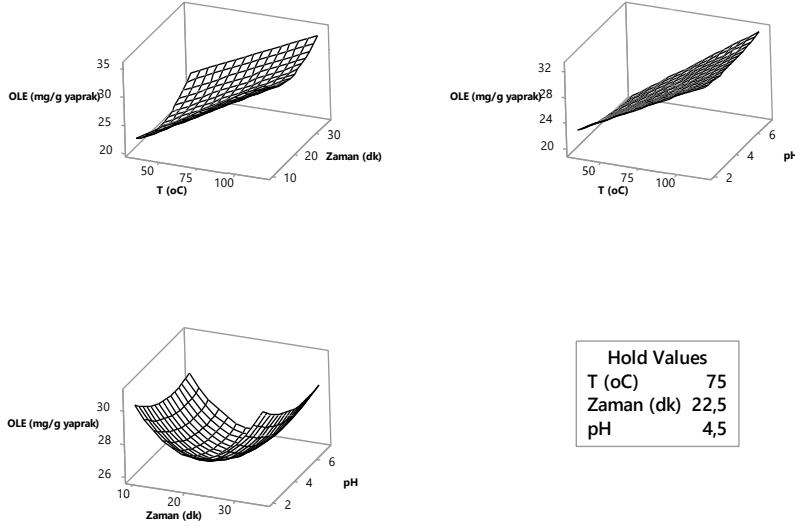 35
OLE (mg/g yaprak)
30
25
20
50
75
100
T (oC)
10
20
30
Zaman (dk)
32
OLE (mg/g yaprak)
28
24
20
50
75
100
T (oC)
2
4
6
pH
30
OLE (mg/g yaprak)
28
26
10
20
30
Zaman (dk)
2
4
6
pH
Hold Values
T (oC) 75
Zaman (dk) 22,5
pH 4,5